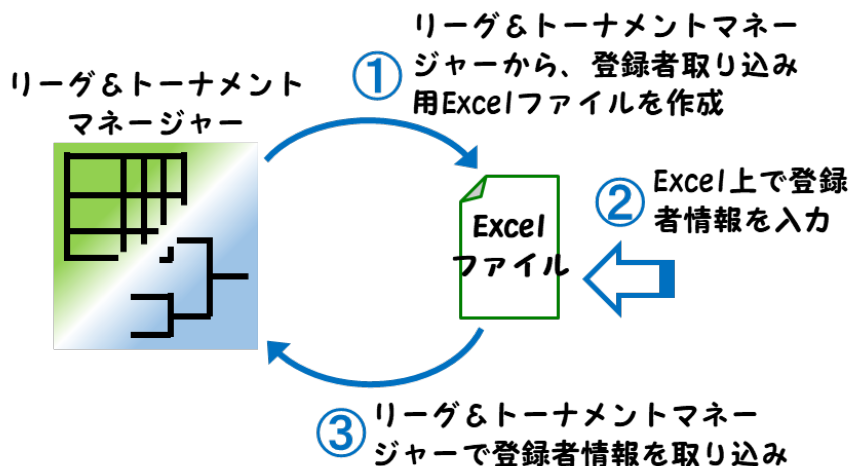 リーグ&トーナメント
マネージャー
①
リーグ&トーナメントマネー
ジャーから、登録者取り込み
用Excelファイルを作成
Excel
ファイル
②
Excel上で登録
者情報を入力
③
リーグ&トーナメントマネー
ジャーで登録者情報を取り込み